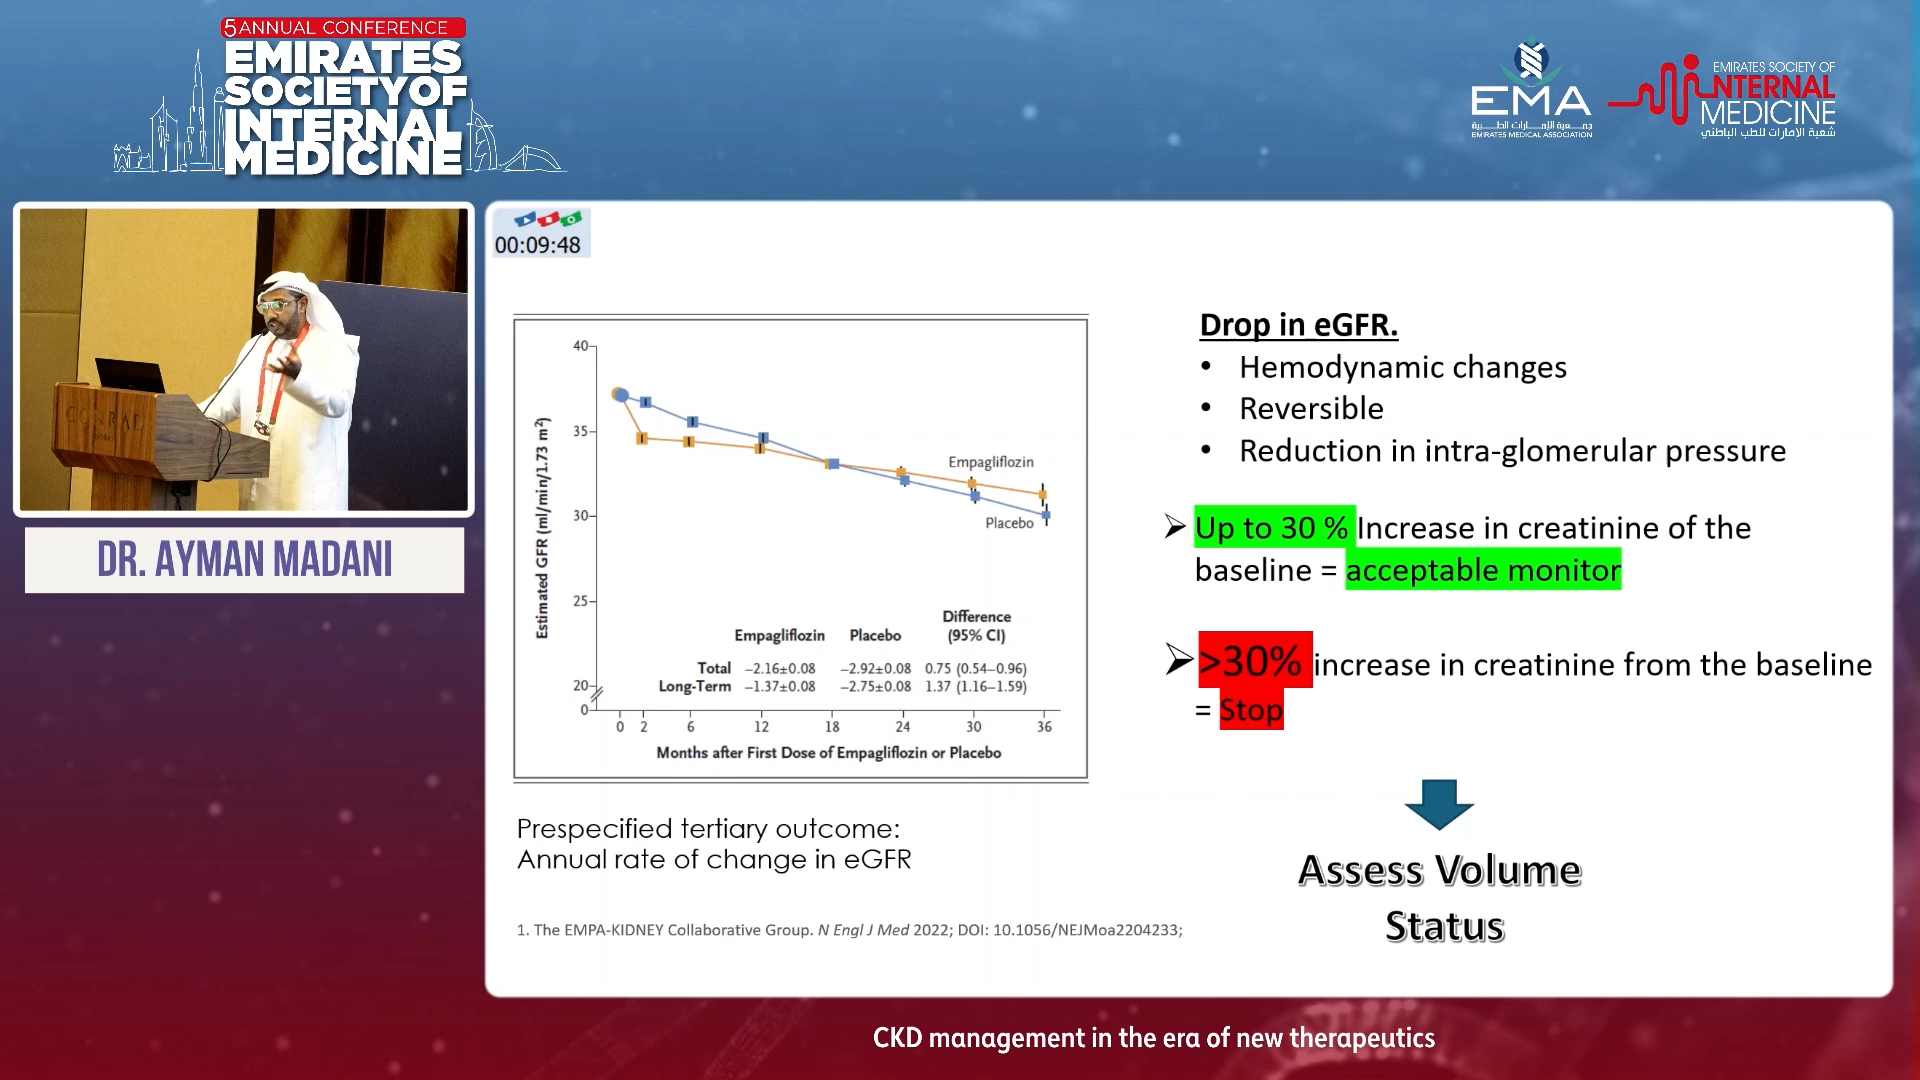 5 ANNUAL CONFERENCE
EMIRATES
SOCIETY OF
INTERNAL
MEDICINE
EMA
جمعية الإمارات الطبية
EMIRATES MEDICAL ASSOCIATION
EMIRATES SOCIETY OF
INTERNAL
MEDICINE
شعبة الإمارات للطب الباطني
CONRAD
DR. AYMAN MADANI
00:09:48
40
35
30
25
20
0
Estimated GFR (ml/min/1.73 m²)
Empagliflozin
Placebo
Difference
Empagliflozin Placebo (95% CI)
Total −2.16±0.08 −2.92±0.08 0.75 (0.54–0.96)
Long-Term −1.37±0.08 −2.75±0.08 1.37 (1.16–1.59)
0 2 6 12 18 24 30 36
Months after First Dose of Empagliflozin or Placebo
Prespecified tertiary outcome:
Annual rate of change in eGFR
1. The EMPA-KIDNEY Collaborative Group. N Engl J Med 2022; DOI: 10.1056/NEJMoa2204233;
Drop in eGFR.
• Hemodynamic changes
• Reversible
• Reduction in intra-glomerular pressure
➢ Up to 30 % Increase in creatinine of the
baseline = acceptable monitor
➢ >30% increase in creatinine from the baseline
= Stop
Assess Volume
Status
CKD management in the era of new therapeutics